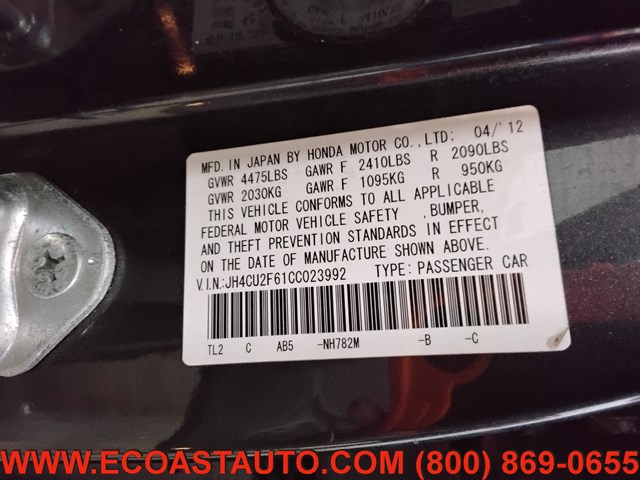 MFD. IN JAPAN BY HONDA MOTOR CO.,LTD: 04/'12
GVWR 4475LBS GAWR F 2410LBS R 2090LBS
GVWR 2030KG GAWR F 1095KG R 950KG
THIS VEHICLE CONFORMS TO ALL APPLICABLE
FEDERAL MOTOR VEHICLE SAFETY ,BUMPER,
AND THEFT PREVENTION STANDARDS IN EFFECT
ON THE DATE OF MANUFACTURE SHOWN ABOVE.
V.I.N.:JH4CU2F61CC023992 TYPE: PASSENGER CAR
TL2 C AB5 -NH782M -B -C
WWW.ECOASTAUTO.COM (800) 869-0655